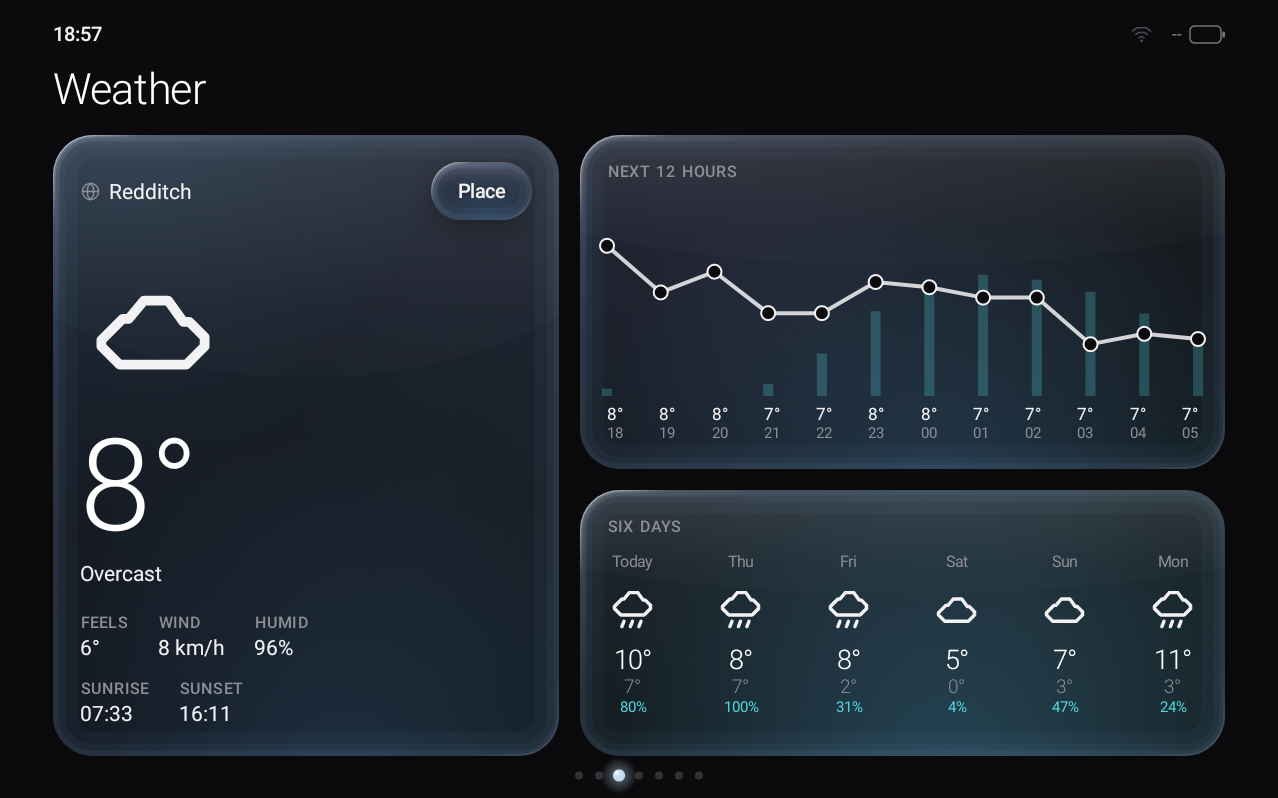 18:57
--
Weather
Redditch
Place
8°
Overcast
FEELS WIND HUMID
6° 8 km/h 96%
SUNRISE SUNSET
07:33 16:11
NEXT 12 HOURS
8° 8° 8° 7° 7° 8° 8° 7° 7° 7° 7° 7°
18 19 20 21 22 23 00 01 02 03 04 05
SIX DAYS
Today Thu Fri Sat Sun Mon
10° 8° 8° 5° 7° 11°
7° 7° 2° 0° 3° 3°
80% 100% 31% 4% 47% 24%